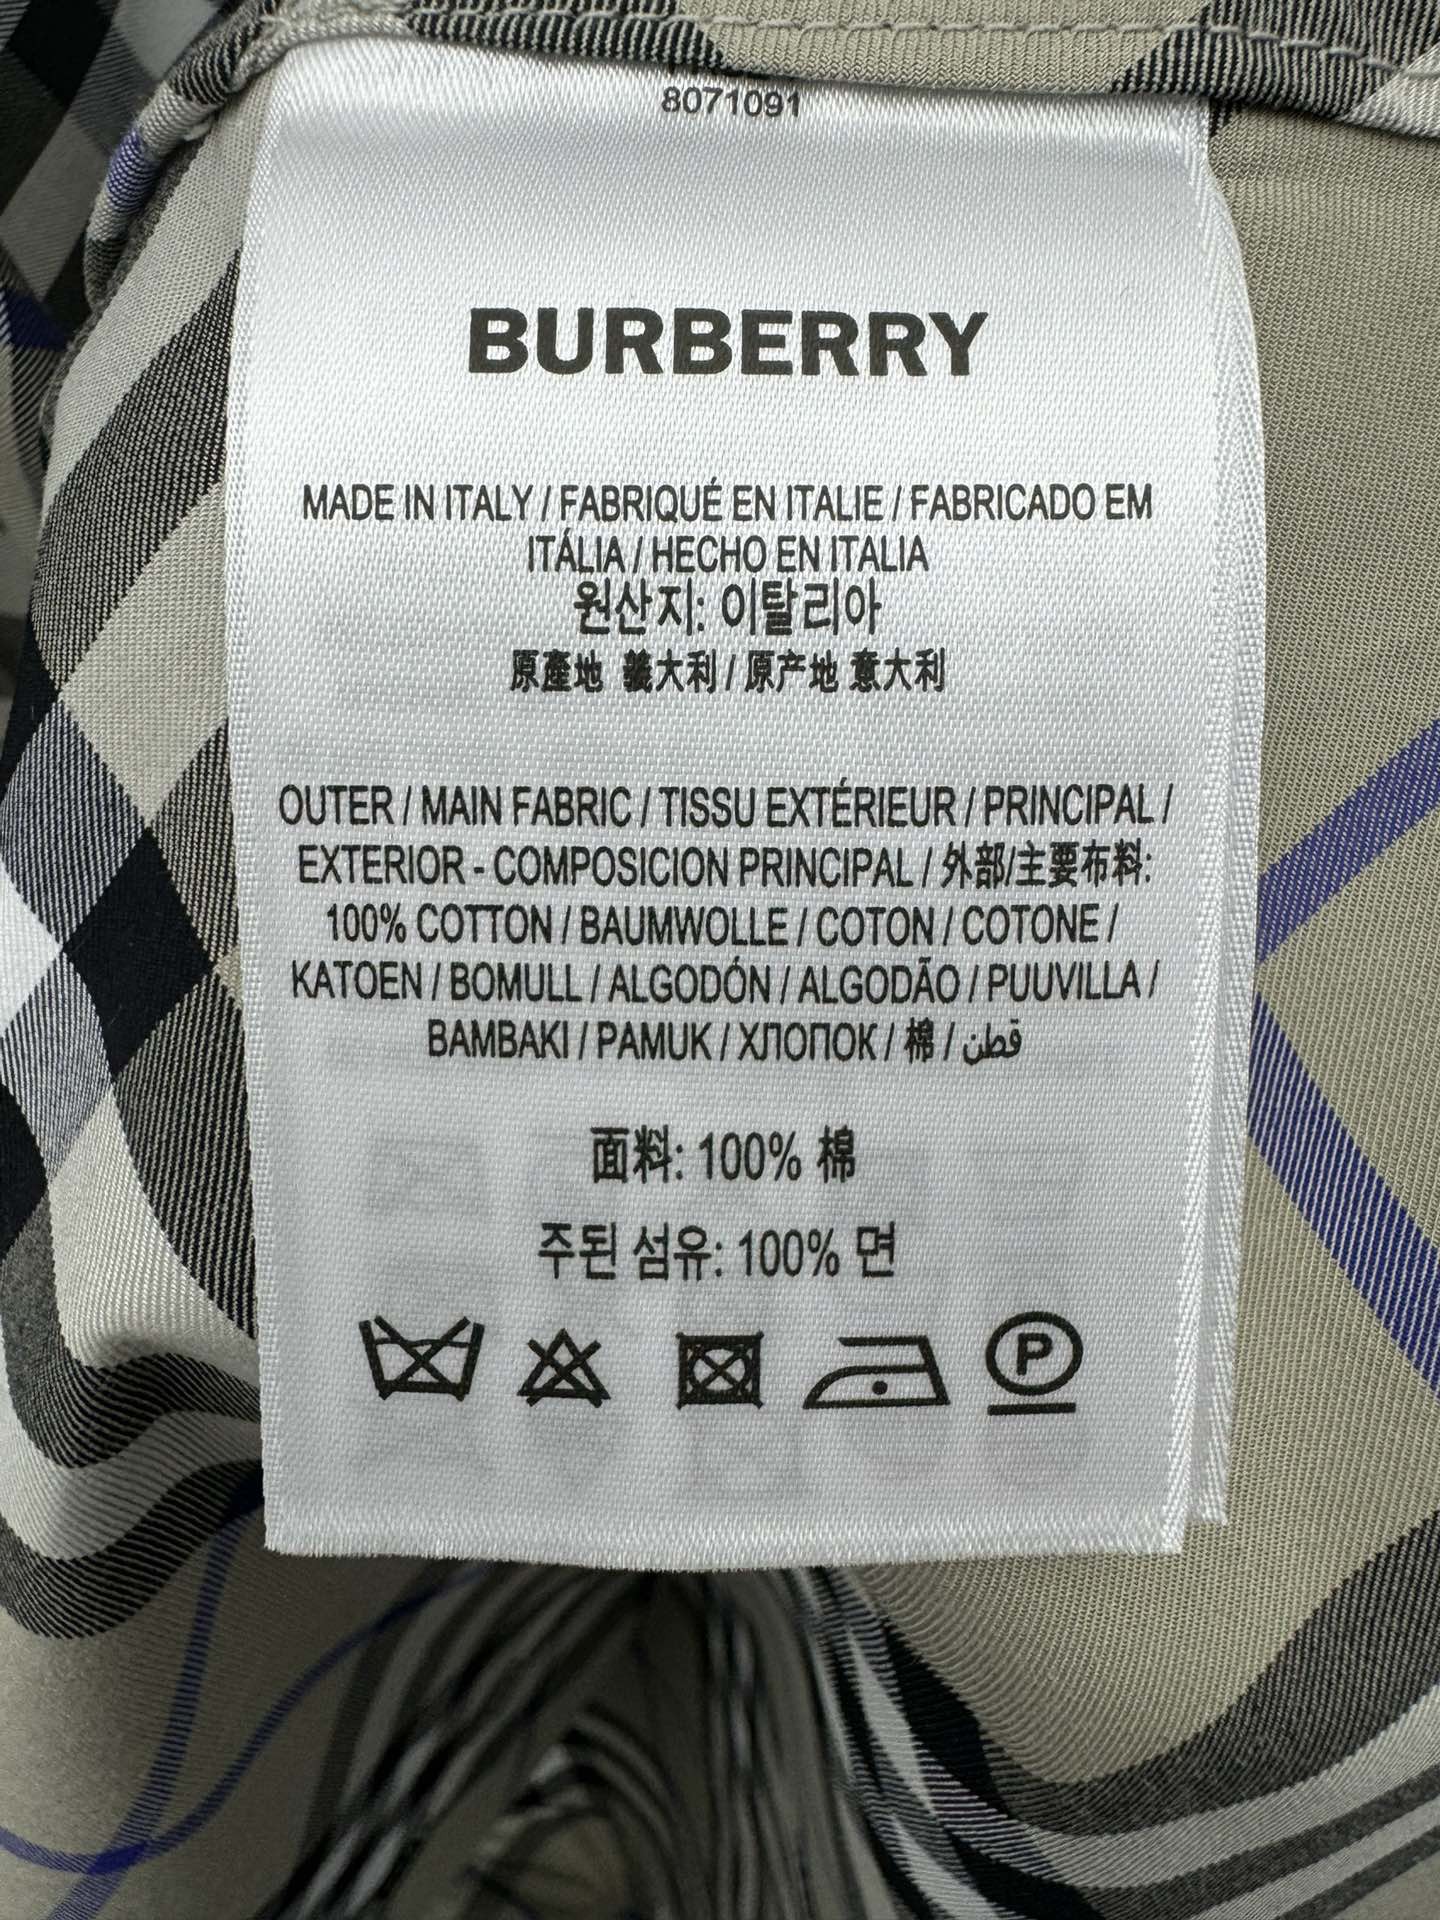 8071091
BURBERRY
MADE IN ITALY / FABRIQUÉ EN ITALIE / FABRICADO EM
ITÁLIA / HECHO EN ITALIA
원산지: 이탈리아
原產地 義大利 / 原产地 意大利
OUTER / MAIN FABRIC / TISSU EXTÉRIEUR / PRINCIPAL /
EXTERIOR - COMPOSICION PRINCIPAL / 外部/主要布料:
100% COTTON / BAUMWOLLE / COTON / COTONE /
KATOEN / BOMULL / ALGODÓN / ALGODÃO / PUUVILLA /
BAMBAKI / PAMUK / ХЛОПОК / 棉 / قطن
面料: 100% 棉
주된 섬유: 100% 면
P